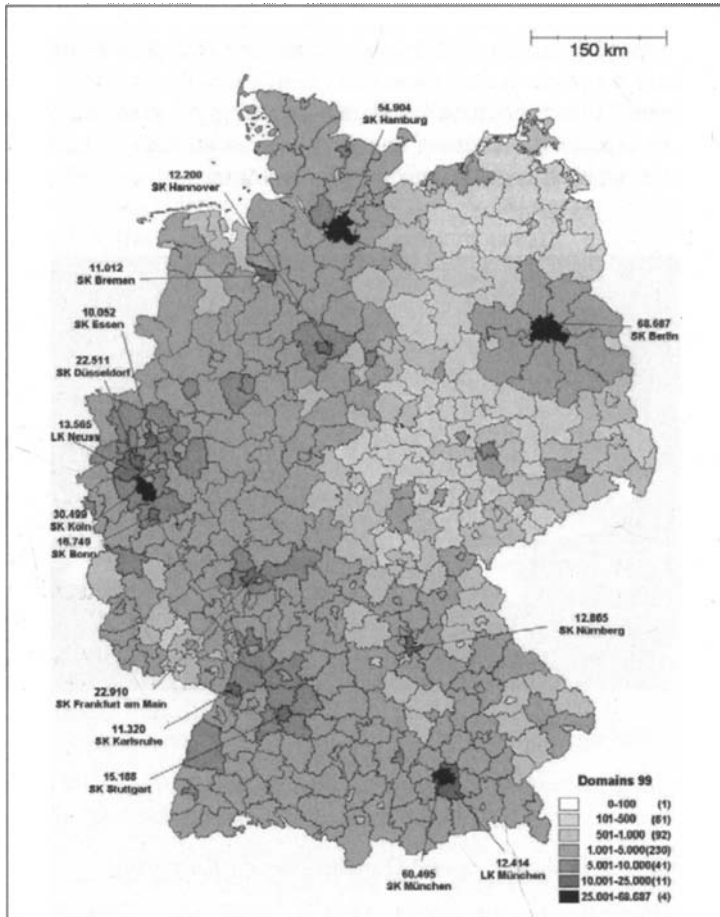 150 km
54.904
SK Hamburg
12.200
SK Hannover
11.012
SK Bremen
10.052
SK Essen
68.687
SK Berlin
22.511
SK Düsseldorf
13.565
LK Neuss
30.499
SK Köln
16.749
SK Bonn
12.865
SK Nürnberg
22.910
SK Frankfurt am Main
11.320
SK Karlsruhe
15.188
SK Stuttgart
60.495
SK München
12.414
LK München
Domains 99
0-100 (1)
101-500 (61)
501-1.000 (92)
1.001-5.000(230)
5.001-10.000(41)
10.001-25.000(11)
25.001-68.687 (4)